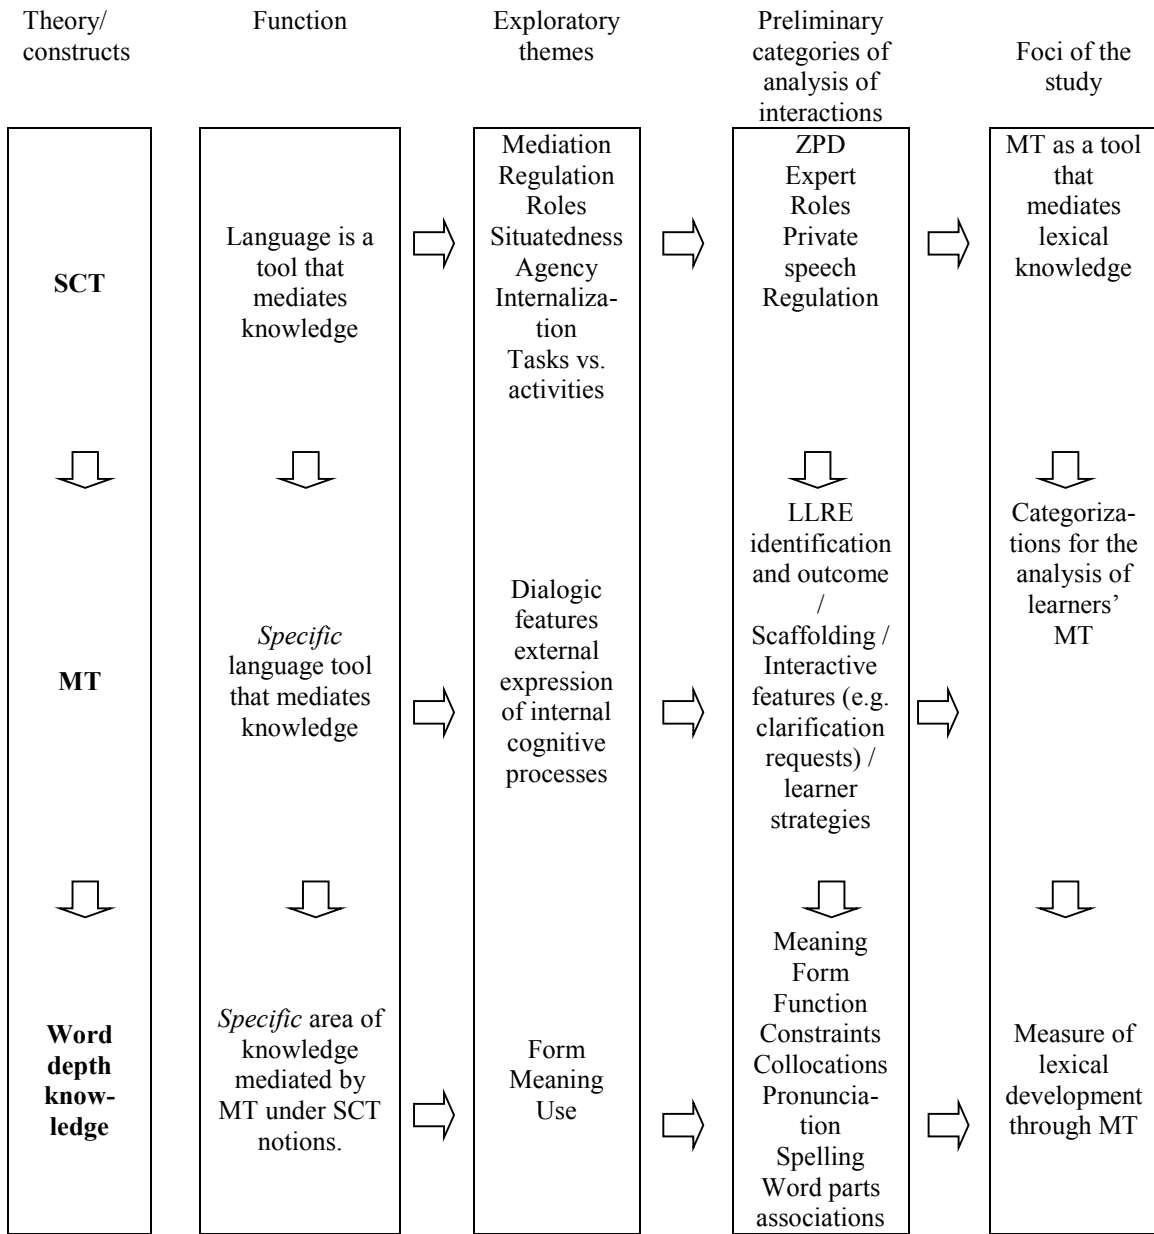 Theory/
constructs
Function
Exploratory
themes
Preliminary
categories of
analysis of
interactions
Foci of the
study
SCT
Language is a
tool that
mediates
knowledge
Mediation
Regulation
Roles
Situatedness
Agency
Internaliza-
tion
Tasks vs.
activities
ZPD
Expert
Roles
Private
speech
Regulation
MT as a tool
that
mediates
lexical
knowledge
MT
Specific
language tool
that mediates
knowledge
Dialogic
features
external
expression
of internal
cognitive
processes
LLRE
identification
and outcome
/
Scaffolding /
Interactive
features (e.g.
clarification
requests) /
learner
strategies
Categoriza-
tions for the
analysis of
learners’
MT
Word
depth
know-
ledge
Specific area of
knowledge
mediated by
MT under SCT
notions.
Form
Meaning
Use
Meaning
Form
Function
Constraints
Collocations
Pronuncia-
tion
Spelling
Word parts
associations
Measure of
lexical
development
through MT